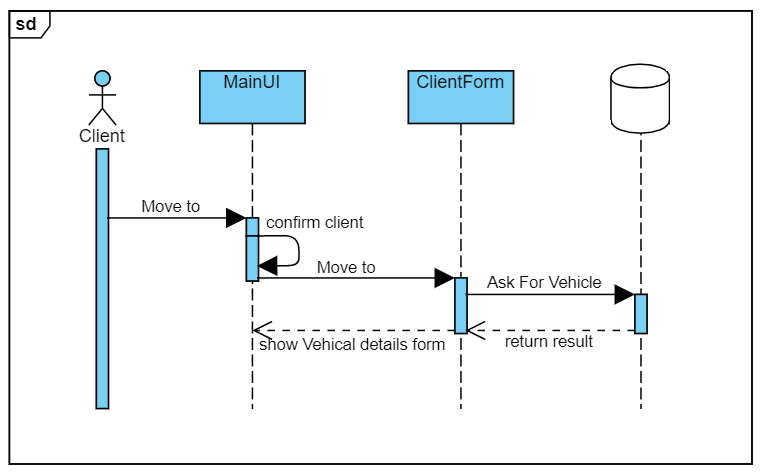 sd
MainUI
ClientForm
Client
Move to
confirm client
Move to
Ask For Vehicle
show Vehical details form
return result